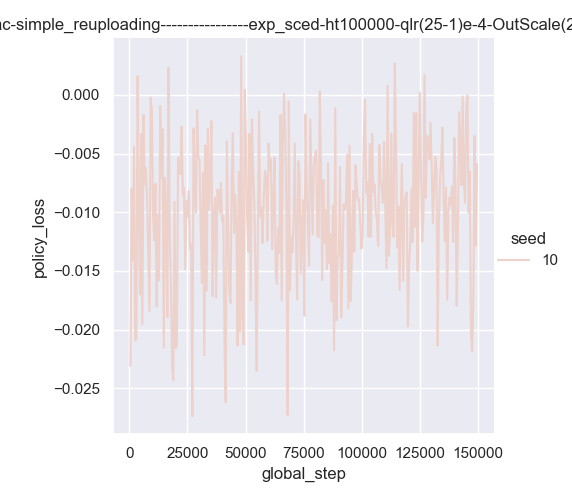 ac-simple_reuploading----------------exp_sced-ht100000-qlr(25-1)e-4-OutScale(2
0.000
−0.005
−0.010
−0.015
−0.020
−0.025
policy_loss
0 25000 50000 75000 100000 125000 150000
global_step
seed
10